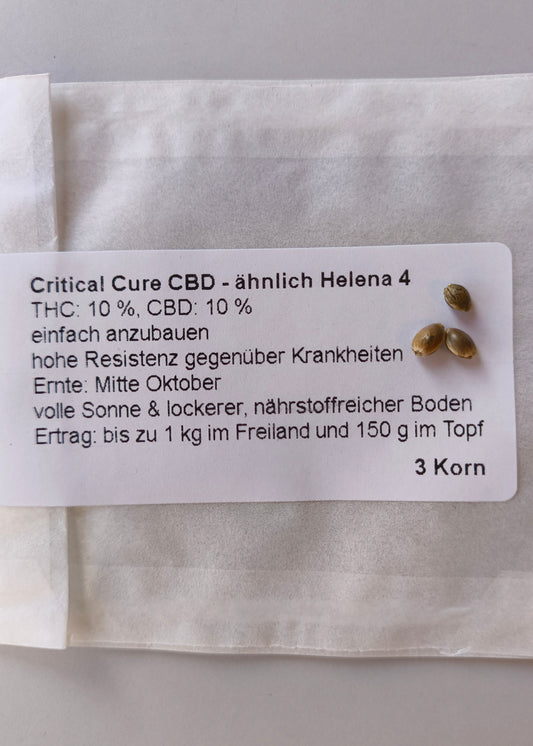 Critical Cure CBD - ähnlich Helena 4
THC: 10 %, CBD: 10 %
einfach anzubauen
hohe Resistenz gegenüber Krankheiten
Ernte: Mitte Oktober
volle Sonne & lockerer, nährstoffreicher Boden
Ertrag: bis zu 1 kg im Freiland und 150 g im Topf
3 Korn